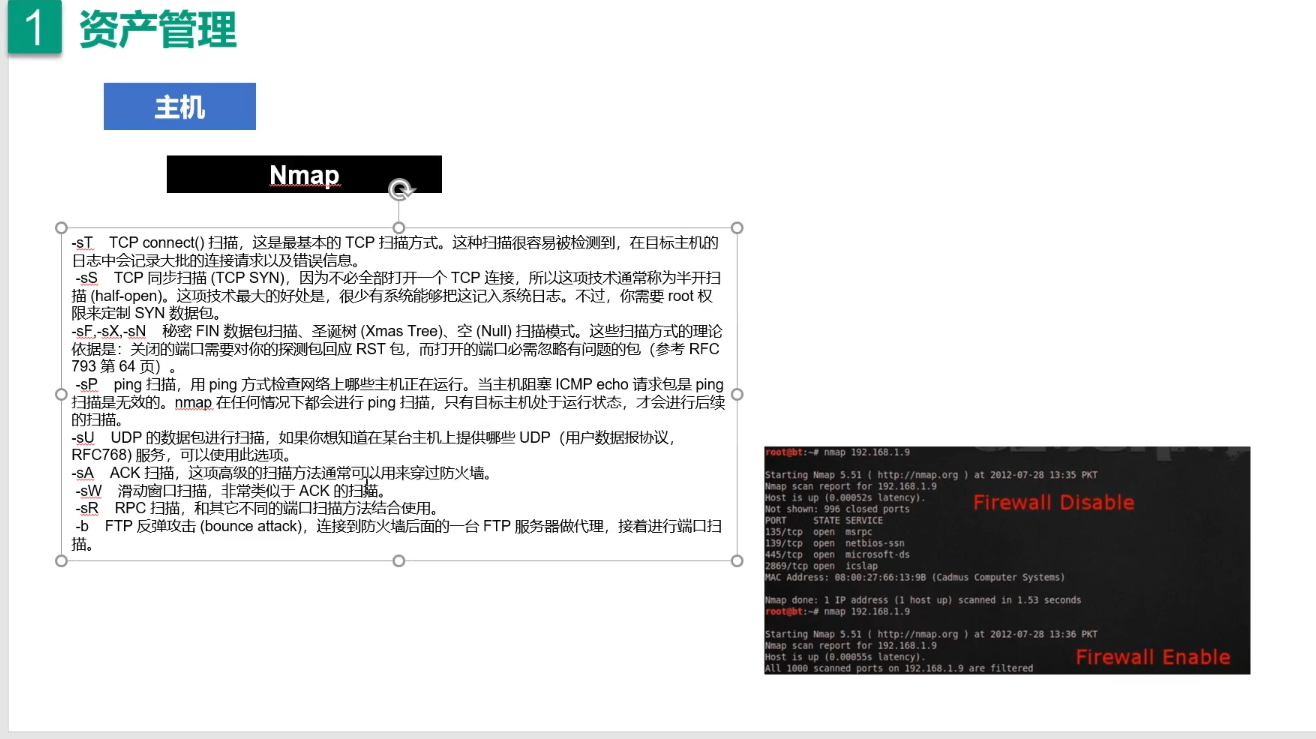 1 资产管理
主机
Nmap
-sT TCP connect() 扫描，这是最基本的 TCP 扫描方式。这种扫描很容易被检测到，在目标主机的
日志中会记录大批的连接请求以及错误信息。
-sS TCP 同步扫描 (TCP SYN)，因为不必全部打开一个 TCP 连接，所以这项技术通常称为半开扫
描 (half-open)。这项技术最大的好处是，很少有系统能够把这记入系统日志。不过，你需要 root 权
限来定制 SYN 数据包。
-sF,-sX,-sN 秘密 FIN 数据包扫描、圣诞树 (Xmas Tree)、空 (Null) 扫描模式。这些扫描方式的理论
依据是：关闭的端口需要对你的探测包回应 RST 包，而打开的端口必需忽略有问题的包（参考 RFC
793 第 64 页）。
-sP ping 扫描，用 ping 方式检查网络上哪些主机正在运行。当主机阻塞 ICMP echo 请求包是 ping
扫描是无效的。nmap 在任何情况下都会进行 ping 扫描，只有目标主机处于运行状态，才会进行后续
的扫描。
-sU UDP 的数据包进行扫描，如果你想知道在某台主机上提供哪些 UDP（用户数据报协议，
RFC768) 服务，可以使用此选项。
-sA ACK 扫描，这项高级的扫描方法通常可以用来穿过防火墙。
-sW 滑动窗口扫描，非常类似于 ACK 的扫描。
-sR RPC 扫描，和其它不同的端口扫描方法结合使用。
-b FTP 反弹攻击 (bounce attack)，连接到防火墙后面的一台 FTP 服务器做代理，接着进行端口扫
描。
root@bt:~# nmap 192.168.1.9
Starting Nmap 5.51 ( http://nmap.org ) at 2012-07-28 13:35 PKT
Nmap scan report for 192.168.1.9
Host is up (0.00052s latency).
Firewall Disable
Not shown: 996 closed ports
PORT STATE SERVICE
135/tcp open msrpc
139/tcp open netbios-ssn
445/tcp open microsoft-ds
2869/tcp open icslap
MAC Address: 08:00:27:66:13:9B (Cadmus Computer Systems)
Nmap done: 1 IP address (1 host up) scanned in 1.53 seconds
root@bt:~# nmap 192.168.1.9
Starting Nmap 5.51 ( http://nmap.org ) at 2012-07-28 13:36 PKT
Nmap scan report for 192.168.1.9
Host is up (0.00055s latency).
Firewall Enable
All 1000 scanned ports on 192.168.1.9 are filtered